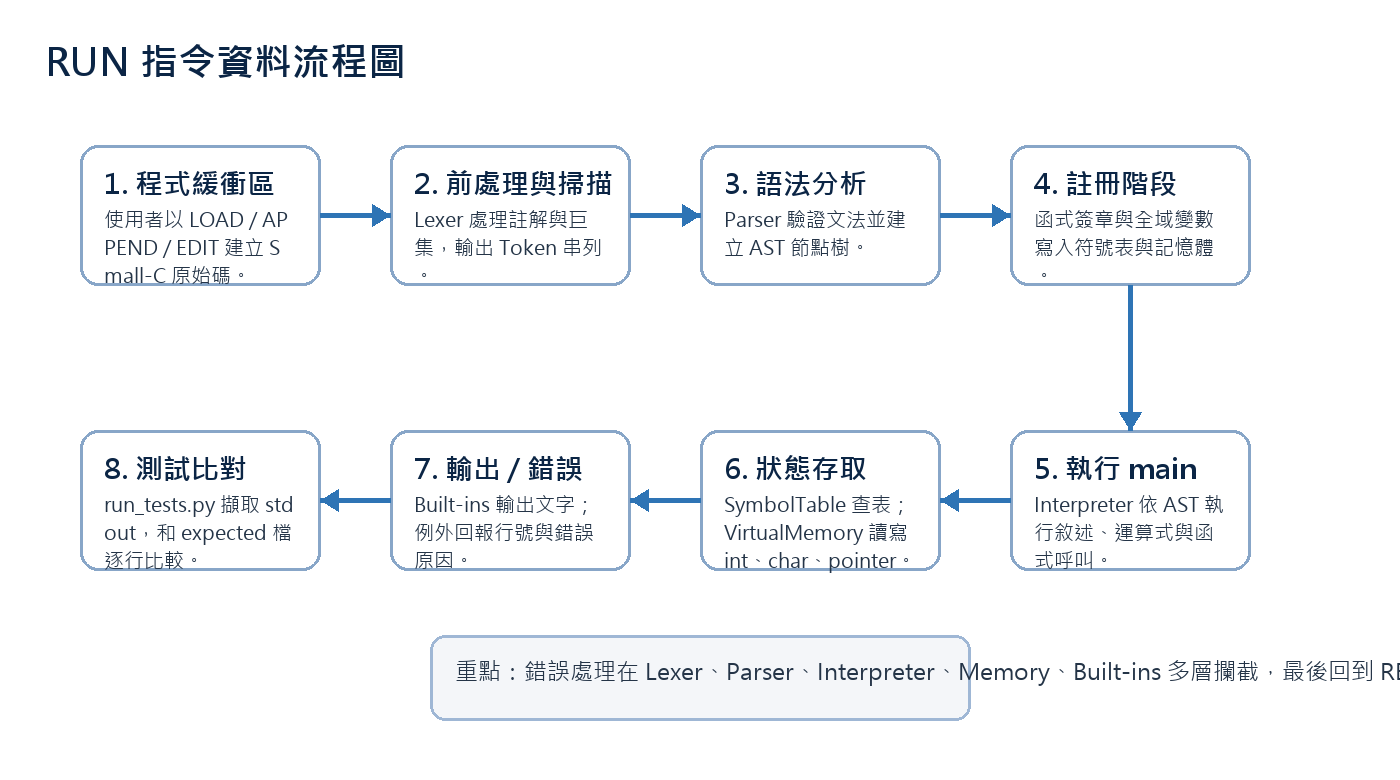 RUN 指令資料流程圖
1. 程式緩衝區
使用者以 LOAD / AP
PEND / EDIT 建立 S
mall-C 原始碼。
2. 前處理與掃描
Lexer 處理註解與巨
集，輸出 Token 串列
。
3. 語法分析
Parser 驗證文法並建
立 AST 節點樹。
4. 註冊階段
函式簽章與全域變數
寫入符號表與記憶體
。
8. 測試比對
run_tests.py 擷取 std
out，和 expected 檔
逐行比較。
7. 輸出 / 錯誤
Built-ins 輸出文字；
例外回報行號與錯誤
原因。
6. 狀態存取
SymbolTable 查表；
VirtualMemory 讀寫
int、char、pointer。
5. 執行 main
Interpreter 依 AST 執
行敘述、運算式與函
式呼叫。
重點：錯誤處理在 Lexer、Parser、Interpreter、Memory、Built-ins 多層攔截，最後回到